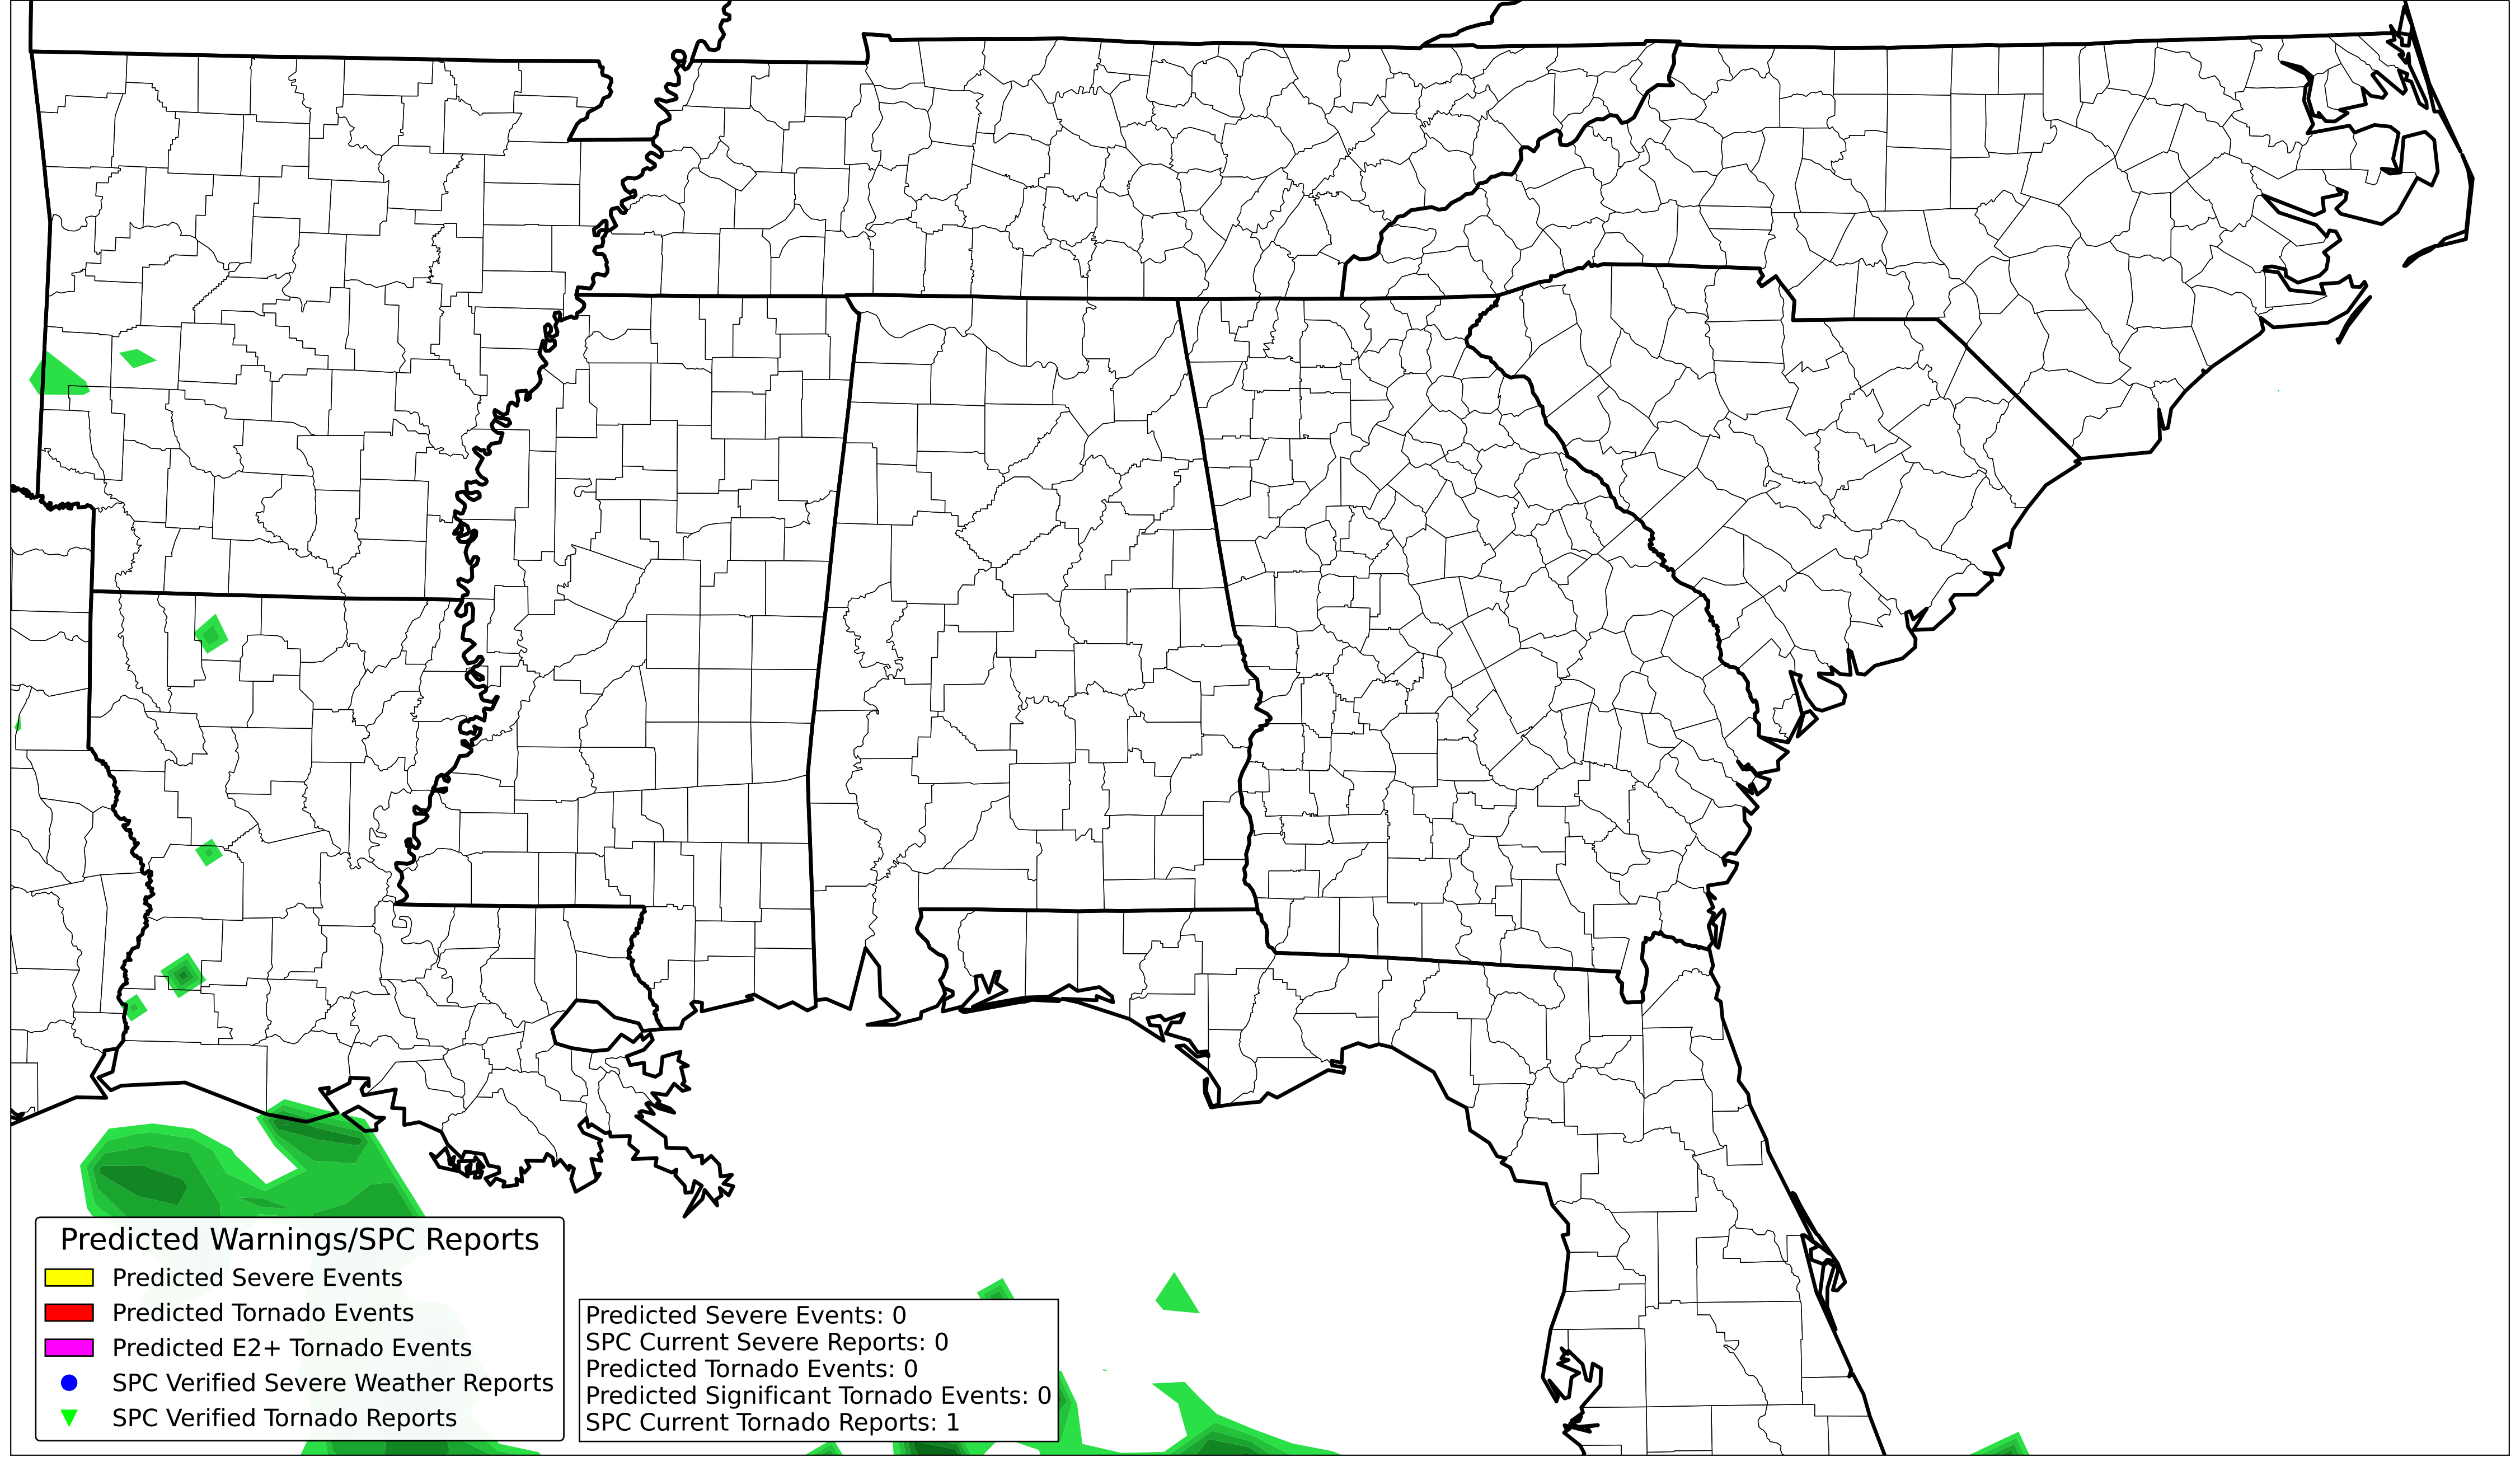 Predicted Warnings/SPC Reports
Predicted Severe Events
Predicted Tornado Events
Predicted E2+ Tornado Events
SPC Verified Severe Weather Reports
SPC Verified Tornado Reports
Predicted Severe Events: 0
SPC Current Severe Reports: 0
Predicted Tornado Events: 0
Predicted Significant Tornado Events: 0
SPC Current Tornado Reports: 1